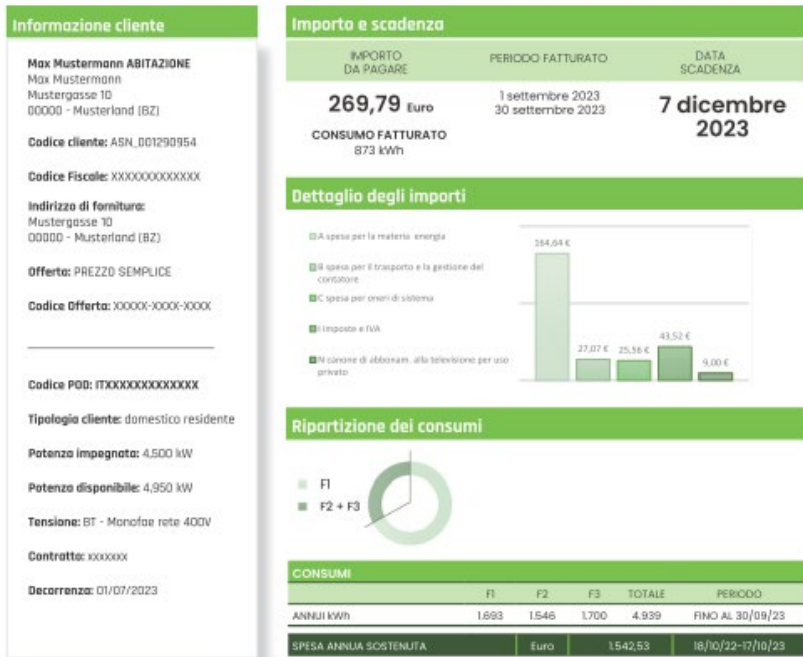 Informazione cliente
Max Mustermann ABITAZIONE
Max Mustermann
Mustergasse 10
00000 - Musterland (BZ)
Codice cliente: ASN_001290954
Codice Fiscale: XXXXXXXXXXXXX
Indirizzo di fornitura:
Mustergasse 10
00000 - Musterland (BZ)
Offerta: PREZZO SEMPLICE
Codice Offerta: XXXXX-XXXX-XXXX
Codice POD: ITXXXXXXXXXXXXX
Tipologia cliente: domestico residente
Potenza impegnata: 4,500 kW
Potenza disponibile: 4,950 kW
Tensione: BT - Monofae rete 400V
Contratto: xxxxxxx
Decorrenza: 01/07/2023
Importo e scadenza
IMPORTO
DA PAGARE
PERIODO FATTURATO
DATA
SCADENZA
269,79 Euro
1 settembre 2023
30 settembre 2023
7 dicembre
2023
CONSUMO FATTURATO
873 kWh
Dettaglio degli importi
A spesa per la materia energia
B spesa per il trasporto e la gestione del
contatore
C spesa per oneri di sistema
I imposte e IVA
N canone di abbonam. alla televisione per uso
privato
164,64 €
27,07 €
25,56 €
43,52 €
9,00 €
Ripartizione dei consumi
F1
F2 + F3
CONSUMI
F1 F2 F3 TOTALE PERIODO
ANNUI kWh 1.693 1.546 1.700 4.939 FINO AL 30/09/23
SPESA ANNUA SOSTENUTA Euro 1.542,53 18/10/22-17/10/23